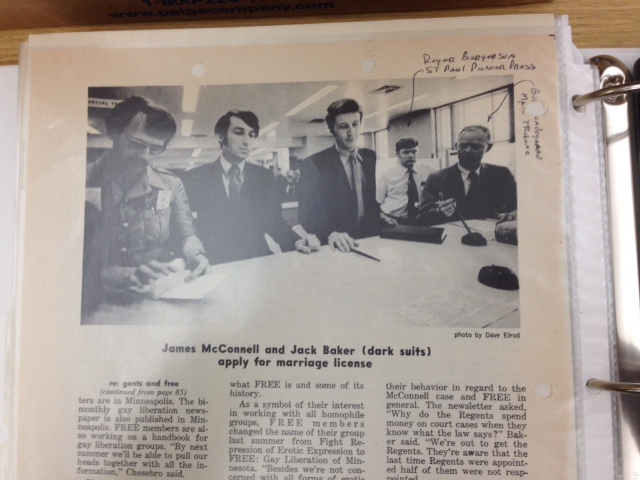 www.paigecompany.com
Roger Bergerson
St Paul Pioneer Press
Minn Tribune
SPECIAL
photo by Dave Elrod
James McConnell and Jack Baker (dark suits)
apply for marriage license
re: gents and free
(continued from page 85)
ters are in Minneapolis. The bi-
monthly gay liberation news-
paper is also published in Min-
neapolis. FREE members are al-
so working on a handbook for
gay liberation groups. "By next
summer we'll be able to pull our
heads together with all the in-
formation," Chesebro said.
what FREE is and some of its
history.
As a symbol of their interest
in working with all homophile
groups, FREE members
changed the name of their group
last summer from Fight Re-
pression of Erotic Expression to
FREE: Gay Liberation of Min-
nesota. "Besides we're not con-
cerned with all forms of erotic
their behavior in regard to the
McConnell case and FREE in
general. The newsletter asked,
"Why do the Regents spend
money on court cases when they
know what the law says?" Bak-
er said. "We're out to get the
Regents. They're aware that the
last time Regents were appoint-
ed half of them were not reap-
pointed